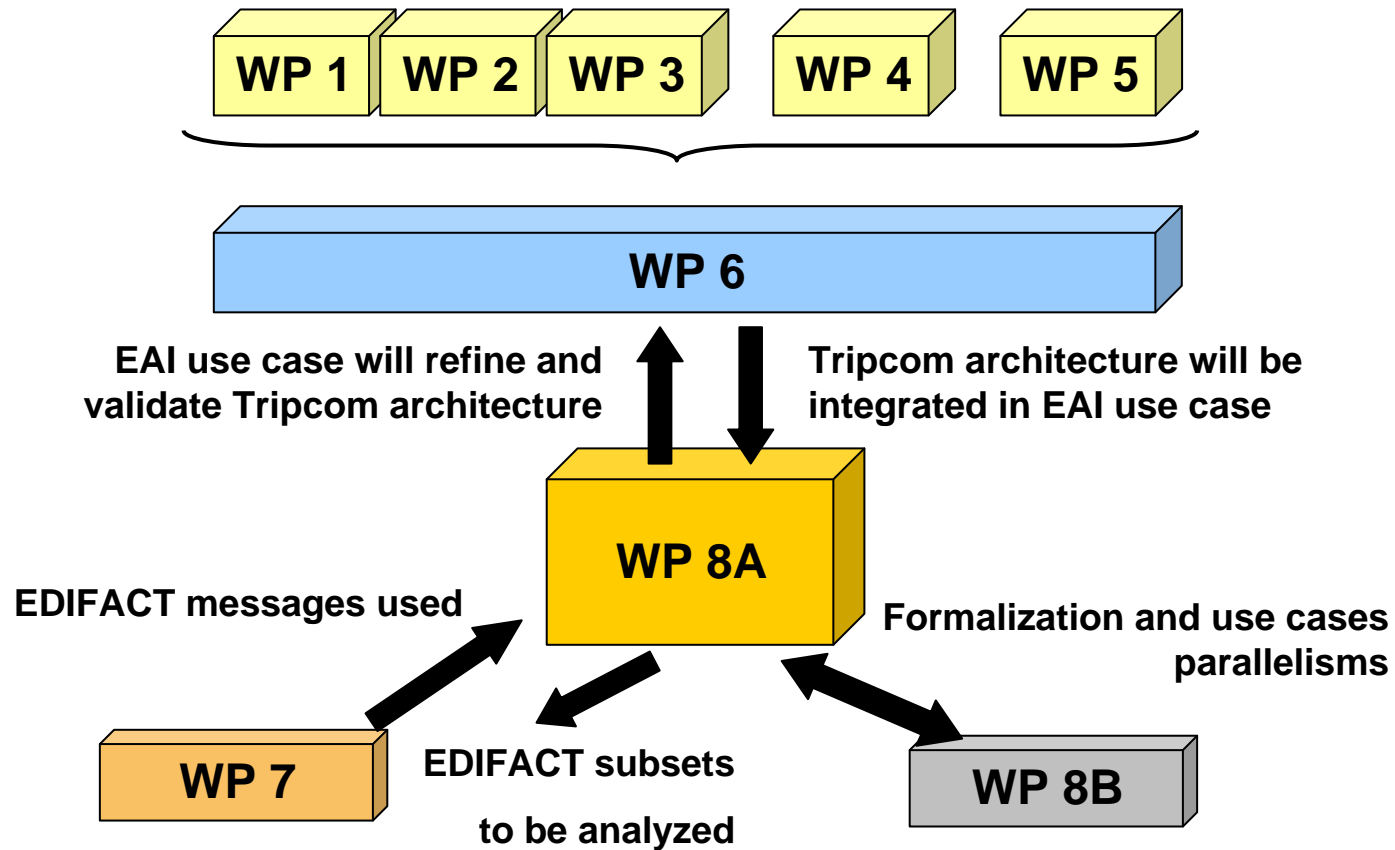 WP 1
WP 2
WP 3
WP 4
WP 5
WP 6
EAI use case will refine and
validate Tripcom architecture
Tripcom architecture will be
integrated in EAI use case
WP 8A
EDIFACT messages used
Formalization and use cases
parallelisms
WP 7
EDIFACT subsets
to be analyzed
WP 8B